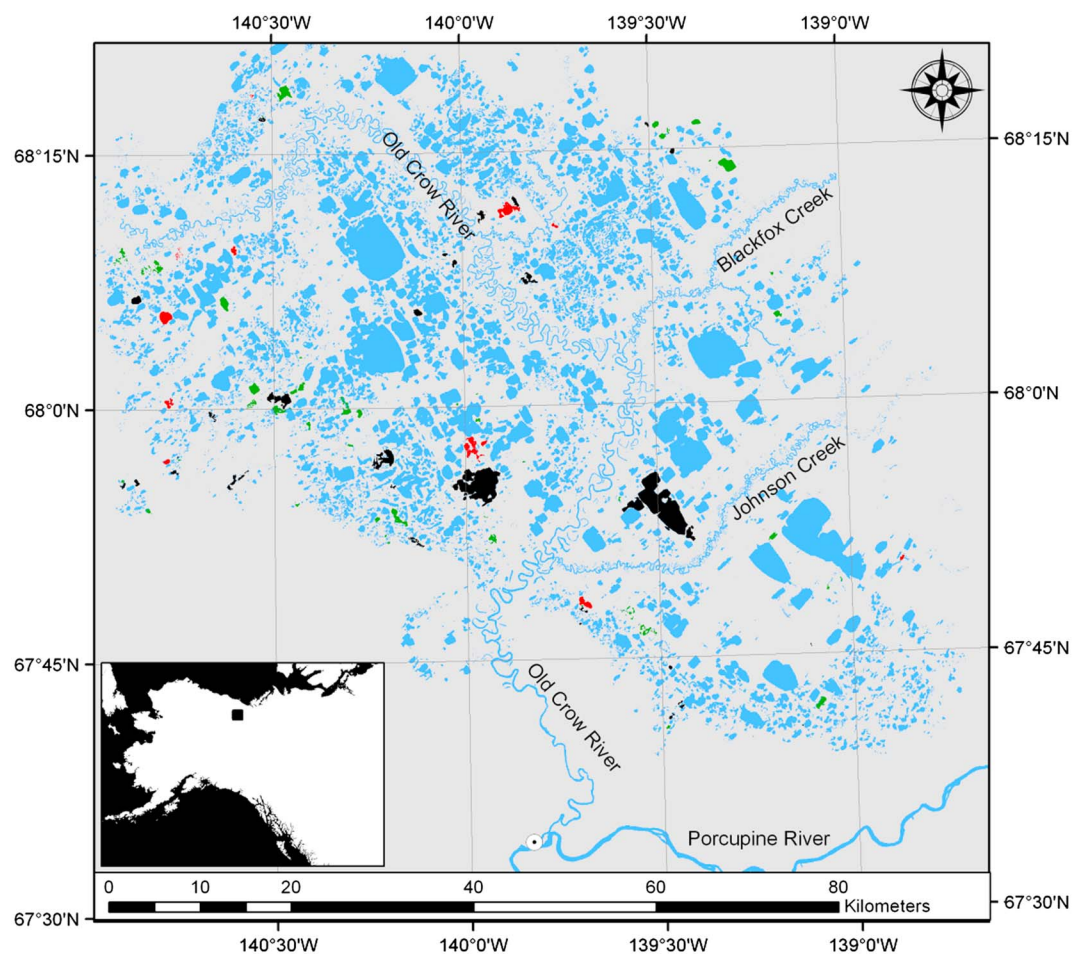 140°30'W 140°0'W 139°30'W 139°0'W
68°15'N
68°15'N
Old Crow River
Blackfox Creek
68°0'N
68°0'N
Johnson Creek
67°45'N
67°45'N
Old Crow River
Porcupine River
0 10 20 40 60 80
Kilometers
67°30'N
67°30'N
140°30'W 140°0'W 139°30'W 139°0'W